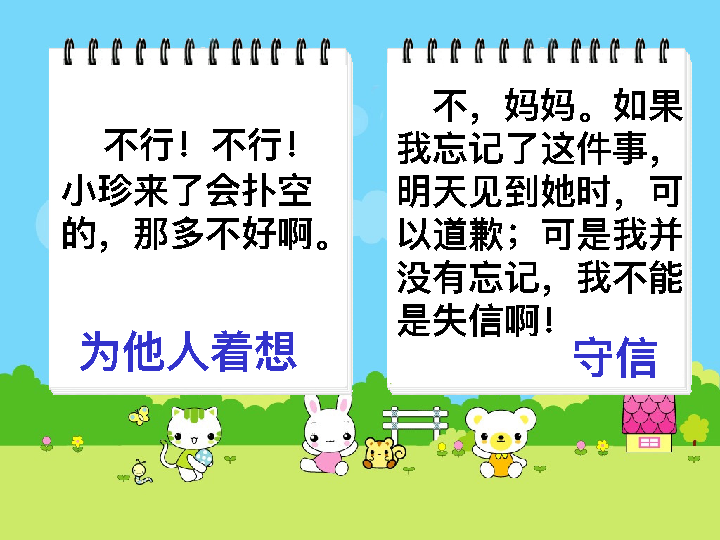 不行！不行！
小珍来了会扑空
的，那多不好啊。
为他人着想
不，妈妈。如果
我忘记了这件事，
明天见到她时，可
以道歉；可是我并
没有忘记，我不能
是失信啊！
守信